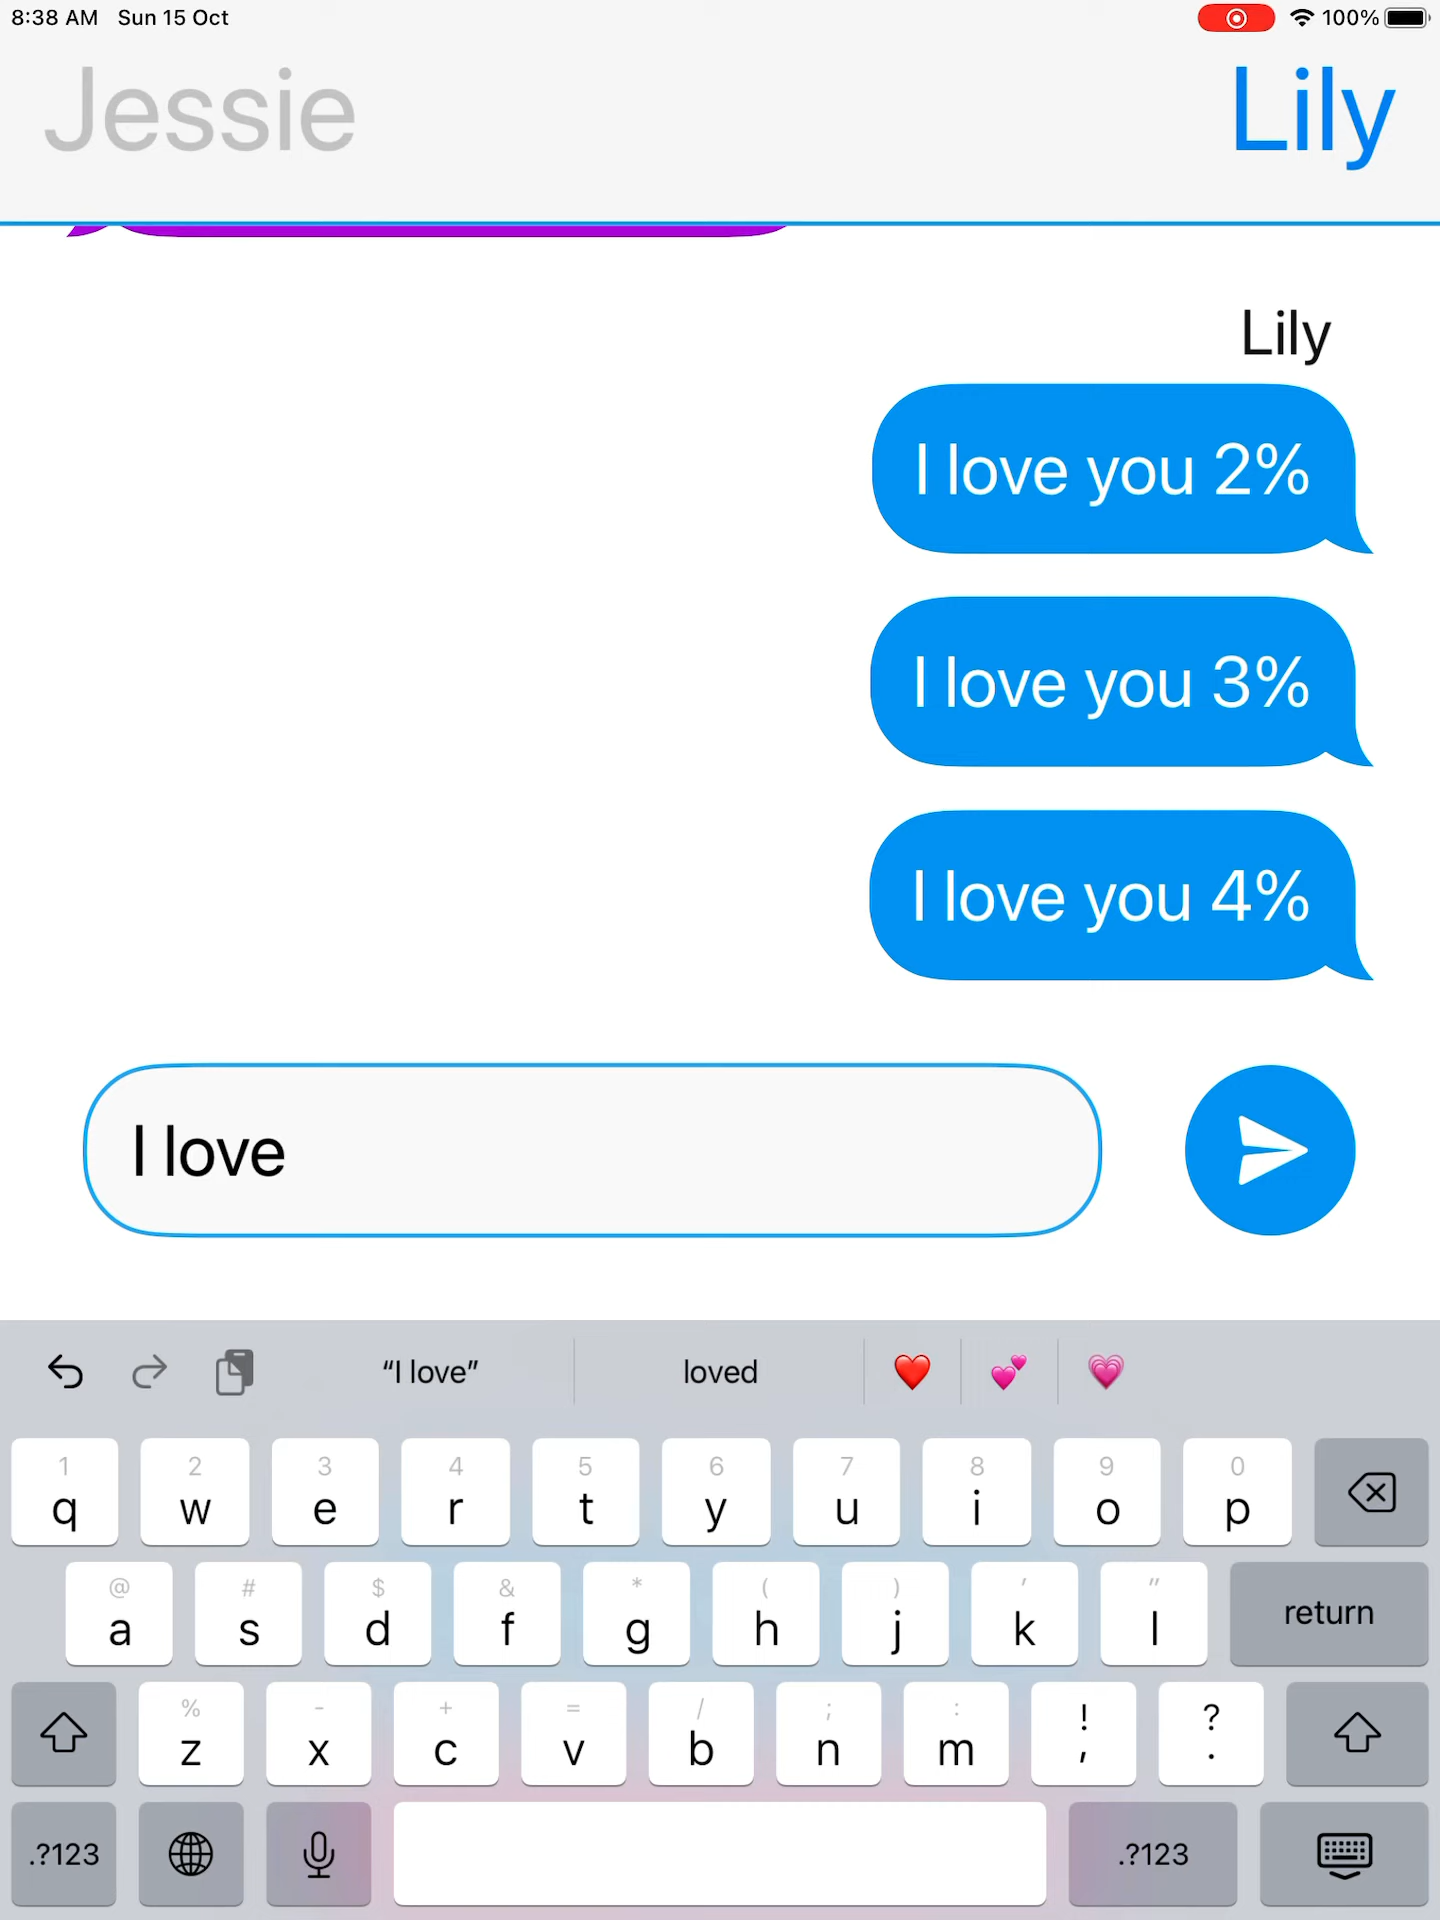 8:38 AM Sun 15 Oct 100%
Jessie Lily
Lily
I love you 2%
I love you 3%
I love you 4%
I love
“I love” loved
1 2 3 4 5 6 7 8 9 0
q w e r t y u i o p
@ # $ & * ( ) ' "
a s d f g h j k l return
% - + = / ; : ! ?
z x c v b n m , .
.?123 .?123